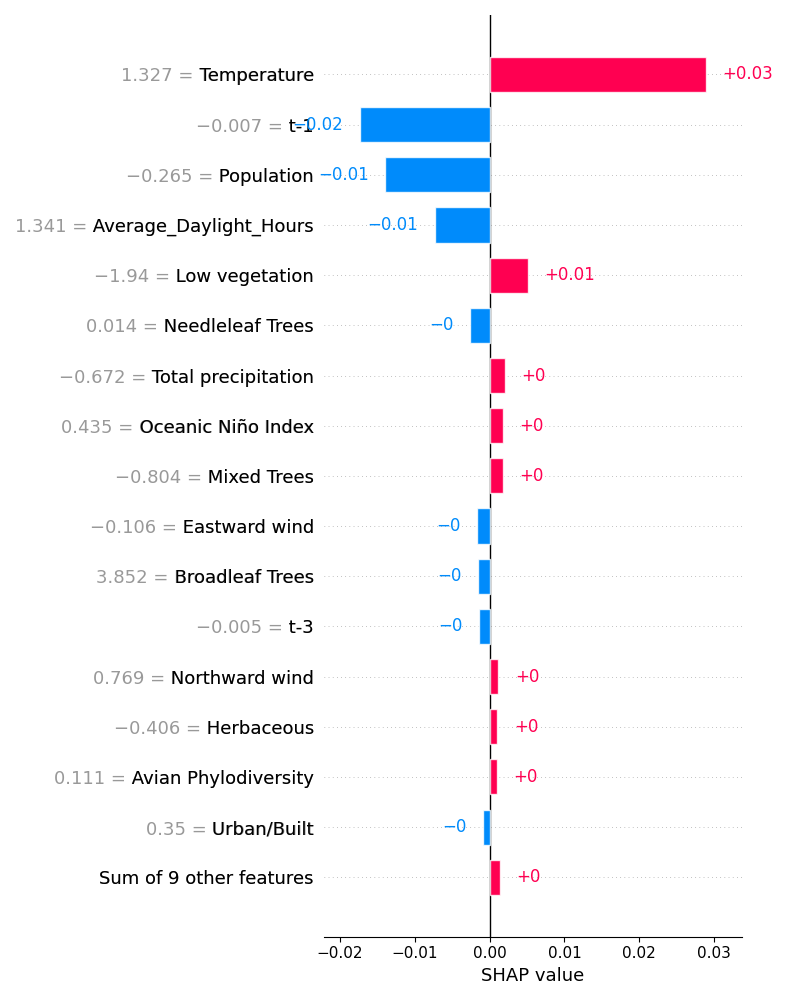 1.327 = Temperature +0.03
−0.007 = t-1 −0.02
−0.265 = Population −0.01
1.341 = Average_Daylight_Hours −0.01
−1.94 = Low vegetation +0.01
0.014 = Needleleaf Trees −0
−0.672 = Total precipitation +0
0.435 = Oceanic Niño Index +0
−0.804 = Mixed Trees +0
−0.106 = Eastward wind −0
3.852 = Broadleaf Trees −0
−0.005 = t-3 −0
0.769 = Northward wind +0
−0.406 = Herbaceous +0
0.111 = Avian Phylodiversity +0
0.35 = Urban/Built −0
Sum of 9 other features +0
−0.02 −0.01 0.00 0.01 0.02 0.03
SHAP value